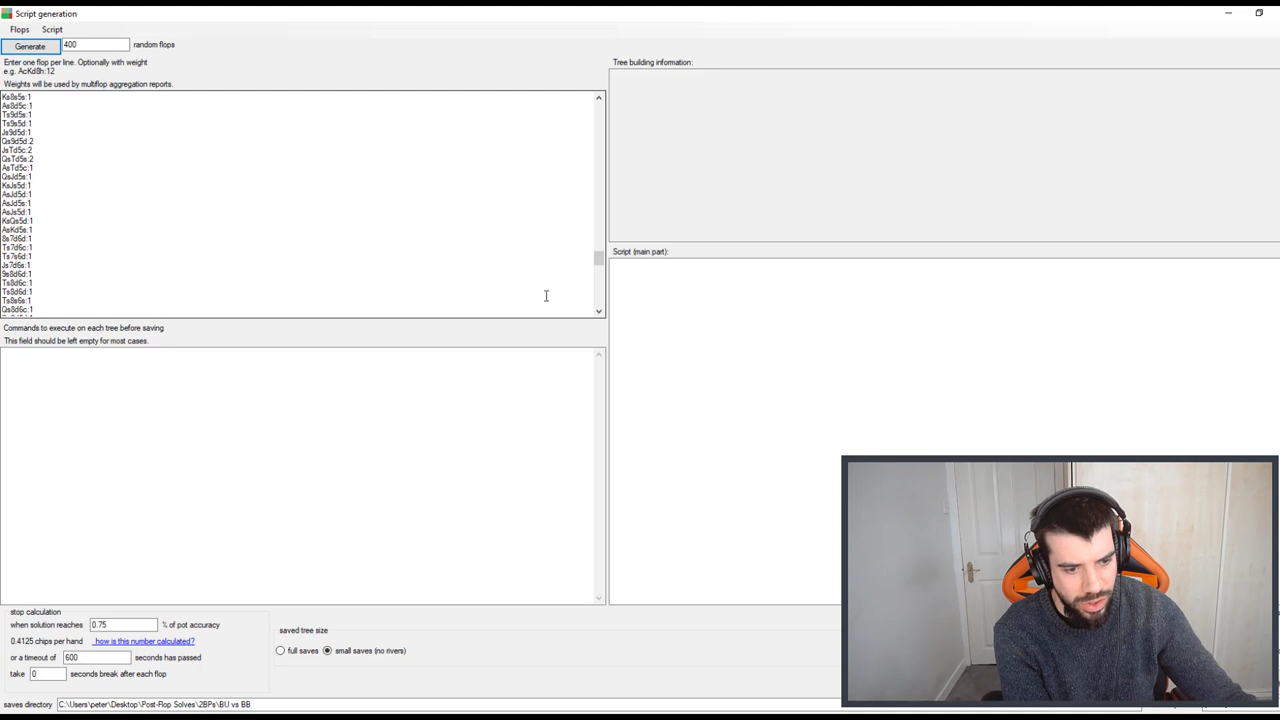 Script generation
Flops Script
Generate 400 random flops
Enter one flop per line. Optionally with weight
e.g. AcKd8h:12
Weights will be used by multiflop aggregation reports.
Ks8s5s:1
As8d5c:1
Ts9d5s:1
Ts9s5d:1
Js9d5d:1
Qs9d5d:2
JsTd5c:2
QsTd5s:2
AsTd5c:1
QsJd5s:1
KsJs5d:1
AsJd5d:1
AsJd5s:1
AsJs5d:1
KsQs5d:1
AsKd5s:1
8s7d6d:1
Ts7d6c:1
Ts7s6d:1
Js7d6s:1
9s8d6d:1
Ts8d6c:1
Ts8d6d:1
Ts8s6s:1
Qs8d6c:1
Commands to execute on each tree before saving
This field should be left empty for most cases.
Tree building information:
Script (main part):
stop calculation
when solution reaches 0.75 % of pot accuracy
0.4125 chips per hand how is this number calculated?
or a timeout of 600 seconds has passed
take 0 seconds break after each flop
saved tree size
full saves small saves (no rivers)
saves directory C:\Users\peter\Desktop\Post-Flop Solves\2BPs\BU vs BB